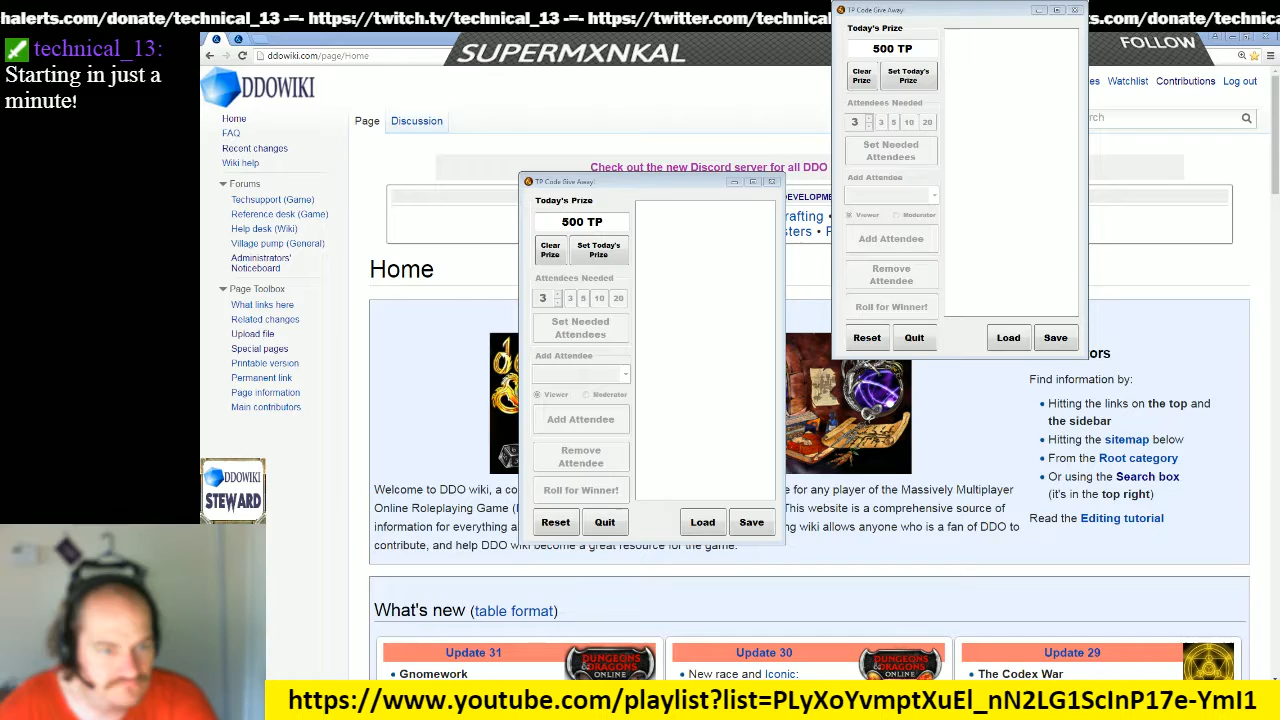 halerts.com/donate/technical_13 -=- https://twitch.tv/technical_13 -=- https://twitter.com/technical_13 -=- https://www.streamlabs.com/donate/technical_13 -=-
technical_13:
Starting in just a
minute!
ddowiki.com/page/Home
SUPERMXNKAL
FOLLOW
DDOWIKI
Watchlist
Contributions
Log out
Home
FAQ
Recent changes
Wiki help
Page
Discussion
Forums
Techsupport (Game)
Reference desk (Game)
Help desk (Wiki)
Village pump (General)
Administrators'
Noticeboard
Page Toolbox
What links here
Related changes
Upload file
Special pages
Printable version
Permanent link
Page information
Main contributors
DDOWIKI
STEWARD
Check out the new Discord server for all DDO
Home
TP Code Give Away!
Today's Prize
500 TP
Clear
Prize
Set Today's
Prize
Attendees Needed
3
3 5 10 20
Set Needed
Attendees
Add Attendee
Viewer
Moderator
Add Attendee
Remove
Attendee
Roll for Winner!
Reset
Quit
Load
Save
TP Code Give Away!
Today's Prize
500 TP
Clear
Prize
Set Today's
Prize
Attendees Needed
3
3 5 10 20
Set Needed
Attendees
Add Attendee
Viewer
Moderator
Add Attendee
Remove
Attendee
Roll for Winner!
Reset
Quit
Load
Save
Find information by:
Hitting the links on the top and
the sidebar
Hitting the sitemap below
From the Root category
Or using the Search box
(it's in the top right)
Read the Editing tutorial
Welcome to DDO wiki, a
for any player of the Massively Multiplayer
Online Roleplaying Game
This website is a comprehensive source of
information for everything
wiki allows anyone who is a fan of DDO to
contribute, and help DDO wiki become a great resource for the game.
What's new (table format)
Update 31
Gnomework
Update 30
New race and Iconic:
Update 29
The Codex War
DUNGEONS
& DRAGONS
ONLINE
DUNGEONS
& DRAGONS
ONLINE
https://www.youtube.com/playlist?list=PLyXoYvmptXuEl_nN2LG1ScInP17e-YmI1